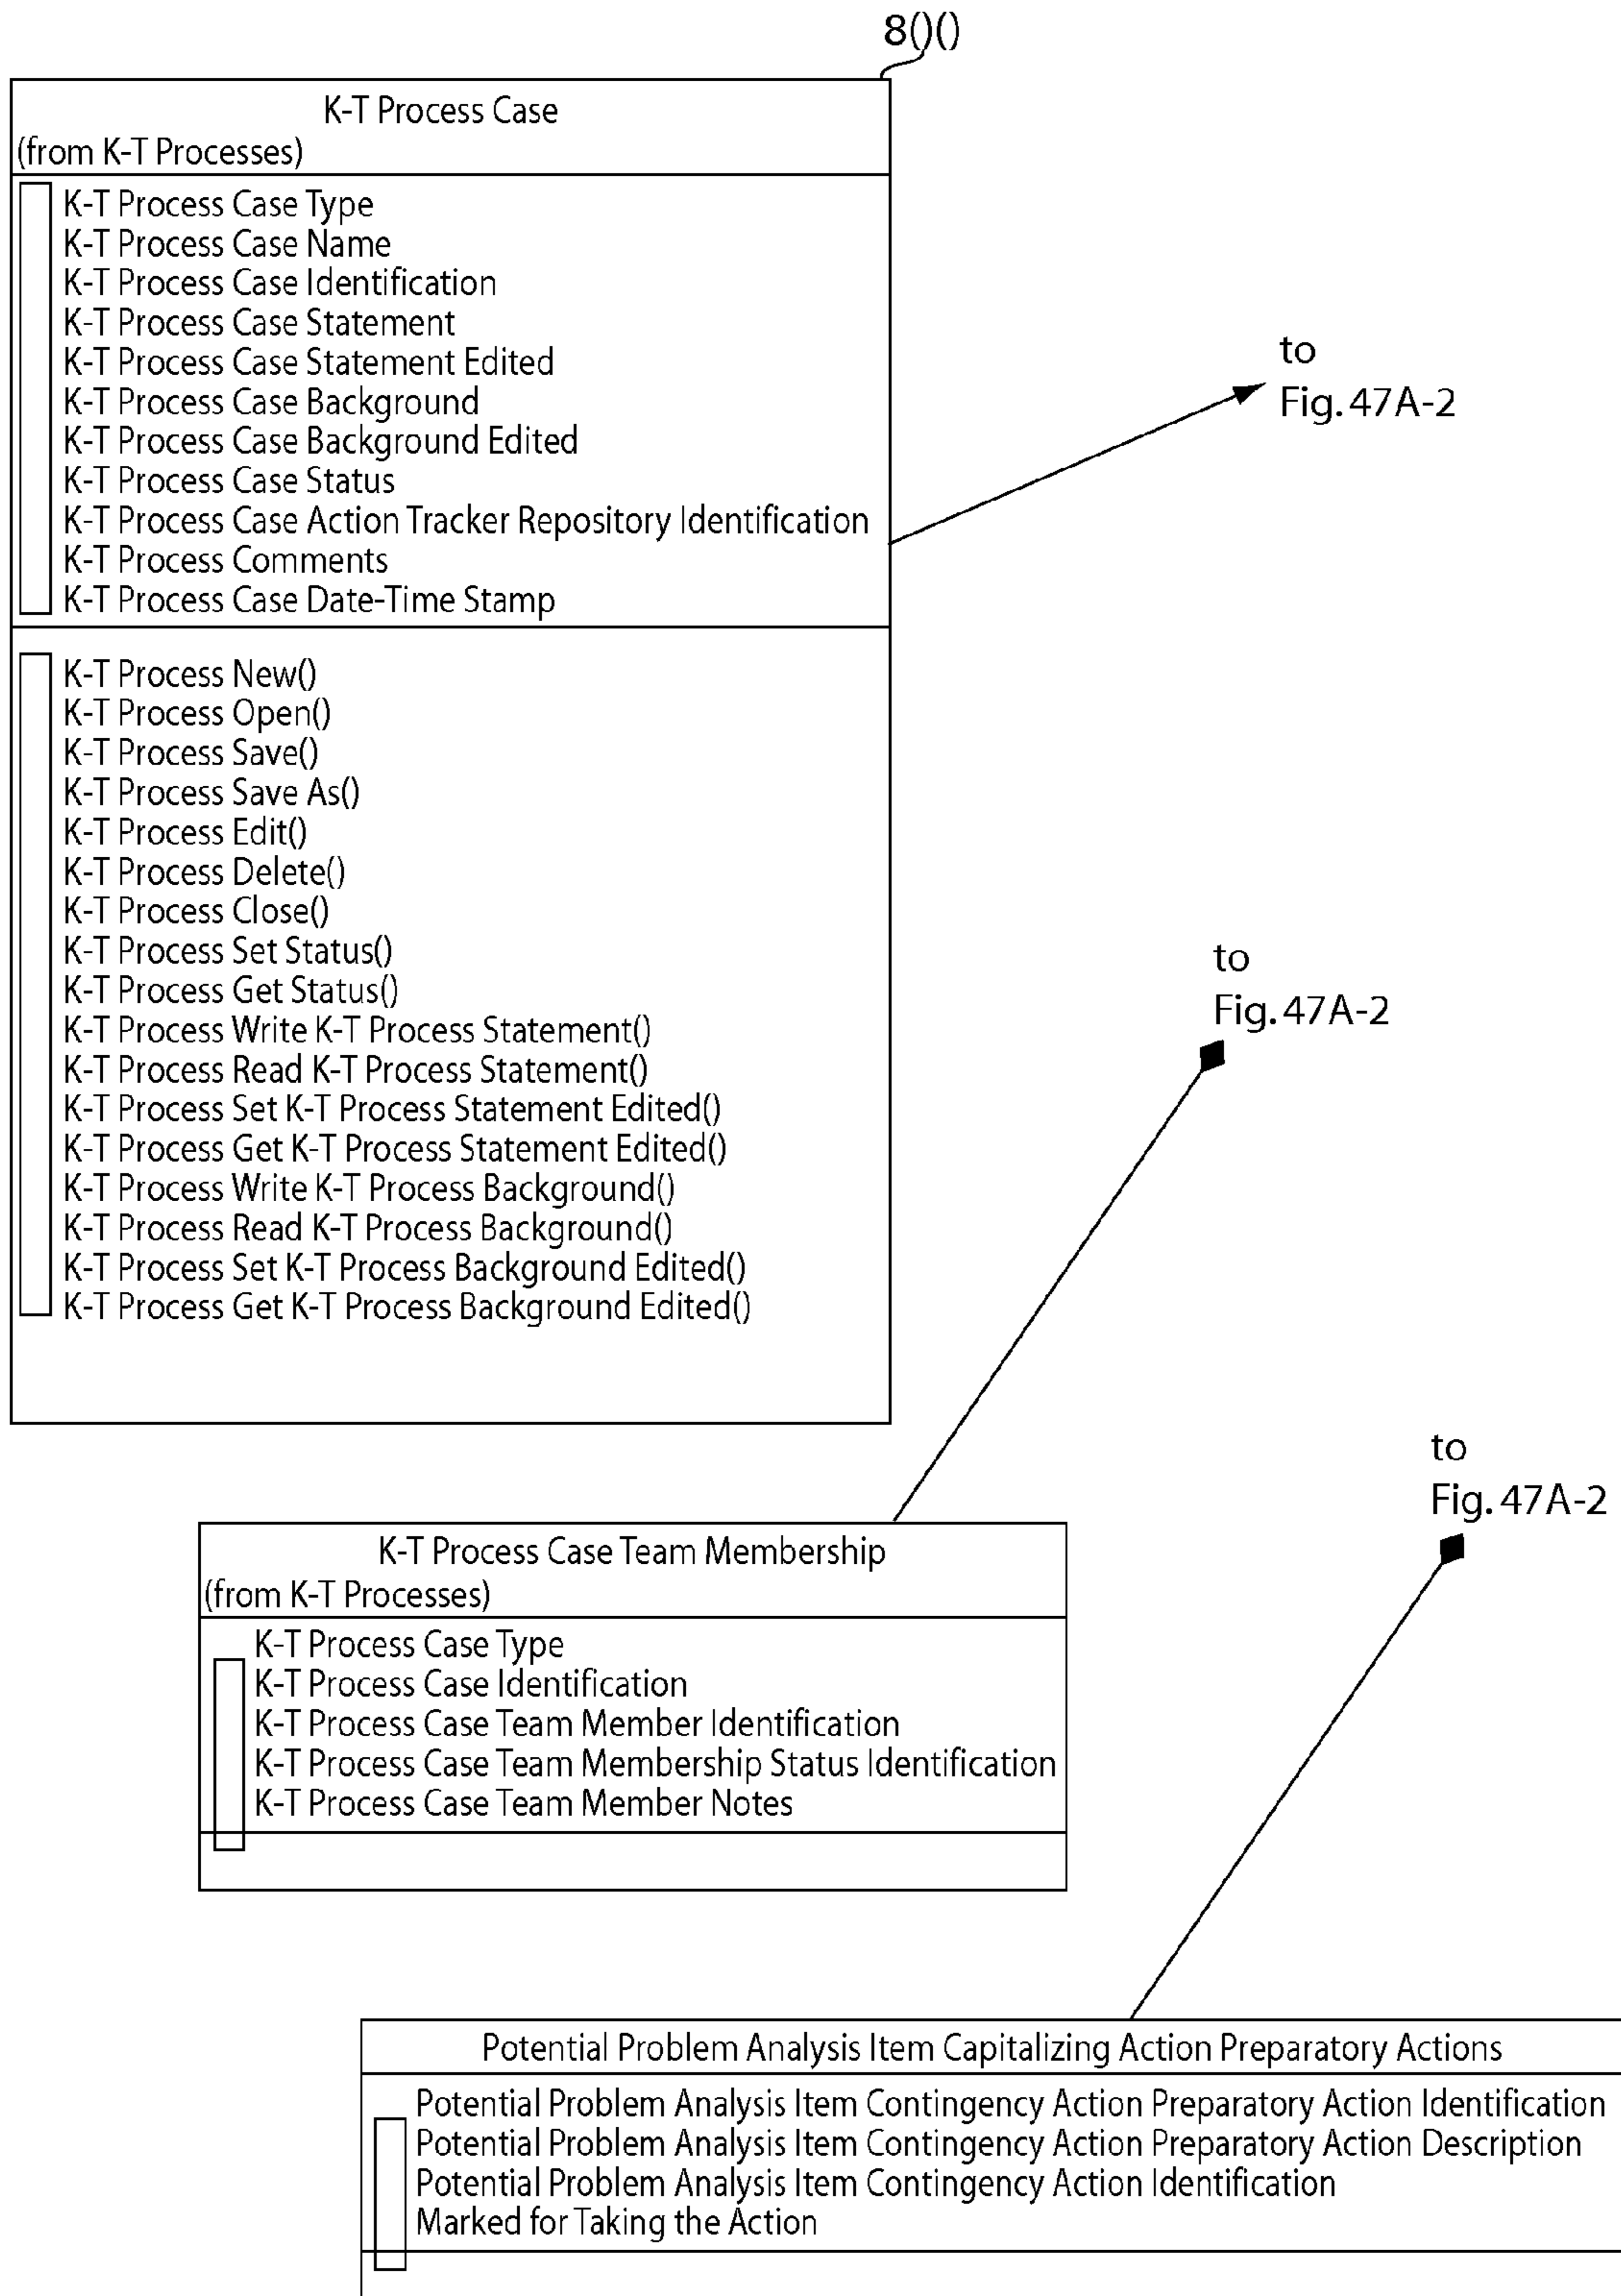 8()()
K-T Process Case
(from K-T Processes)
K-T Process Case Type
K-T Process Case Name
K-T Process Case Identification
K-T Process Case Statement
K-T Process Case Statement Edited
K-T Process Case Background
K-T Process Case Background Edited
K-T Process Case Status
K-T Process Case Action Tracker Repository Identification
K-T Process Comments
K-T Process Case Date-Time Stamp
to
Fig. 47A-2
K-T Process New()
K-T Process Open()
K-T Process Save()
K-T Process Save As()
K-T Process Edit()
K-T Process Delete()
K-T Process Close()
K-T Process Set Status()
K-T Process Get Status()
K-T Process Write K-T Process Statement()
K-T Process Read K-T Process Statement()
K-T Process Set K-T Process Statement Edited()
K-T Process Get K-T Process Statement Edited()
K-T Process Write K-T Process Background()
K-T Process Read K-T Process Background()
K-T Process Set K-T Process Background Edited()
K-T Process Get K-T Process Background Edited()
to
Fig. 47A-2
K-T Process Case Team Membership
(from K-T Processes)
K-T Process Case Type
K-T Process Case Identification
K-T Process Case Team Member Identification
K-T Process Case Team Membership Status Identification
K-T Process Case Team Member Notes
to
Fig. 47A-2
Potential Problem Analysis Item Capitalizing Action Preparatory Actions
Potential Problem Analysis Item Contingency Action Preparatory Action Identification
Potential Problem Analysis Item Contingency Action Preparatory Action Description
Potential Problem Analysis Item Contingency Action Identification
Marked for Taking the Action